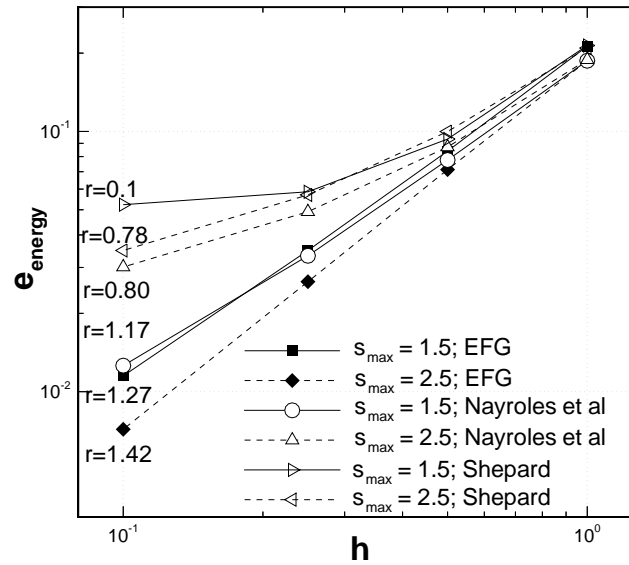 10⁻¹
r=0.1
r=0.78
r=0.80
r=1.17
10⁻²
r=1.27
r=1.42
e_energy
s_max = 1.5; EFG
s_max = 2.5; EFG
s_max = 1.5; Nayroles et al
s_max = 2.5; Nayroles et al
s_max = 1.5; Shepard
s_max = 2.5; Shepard
10⁻¹
10⁰
h